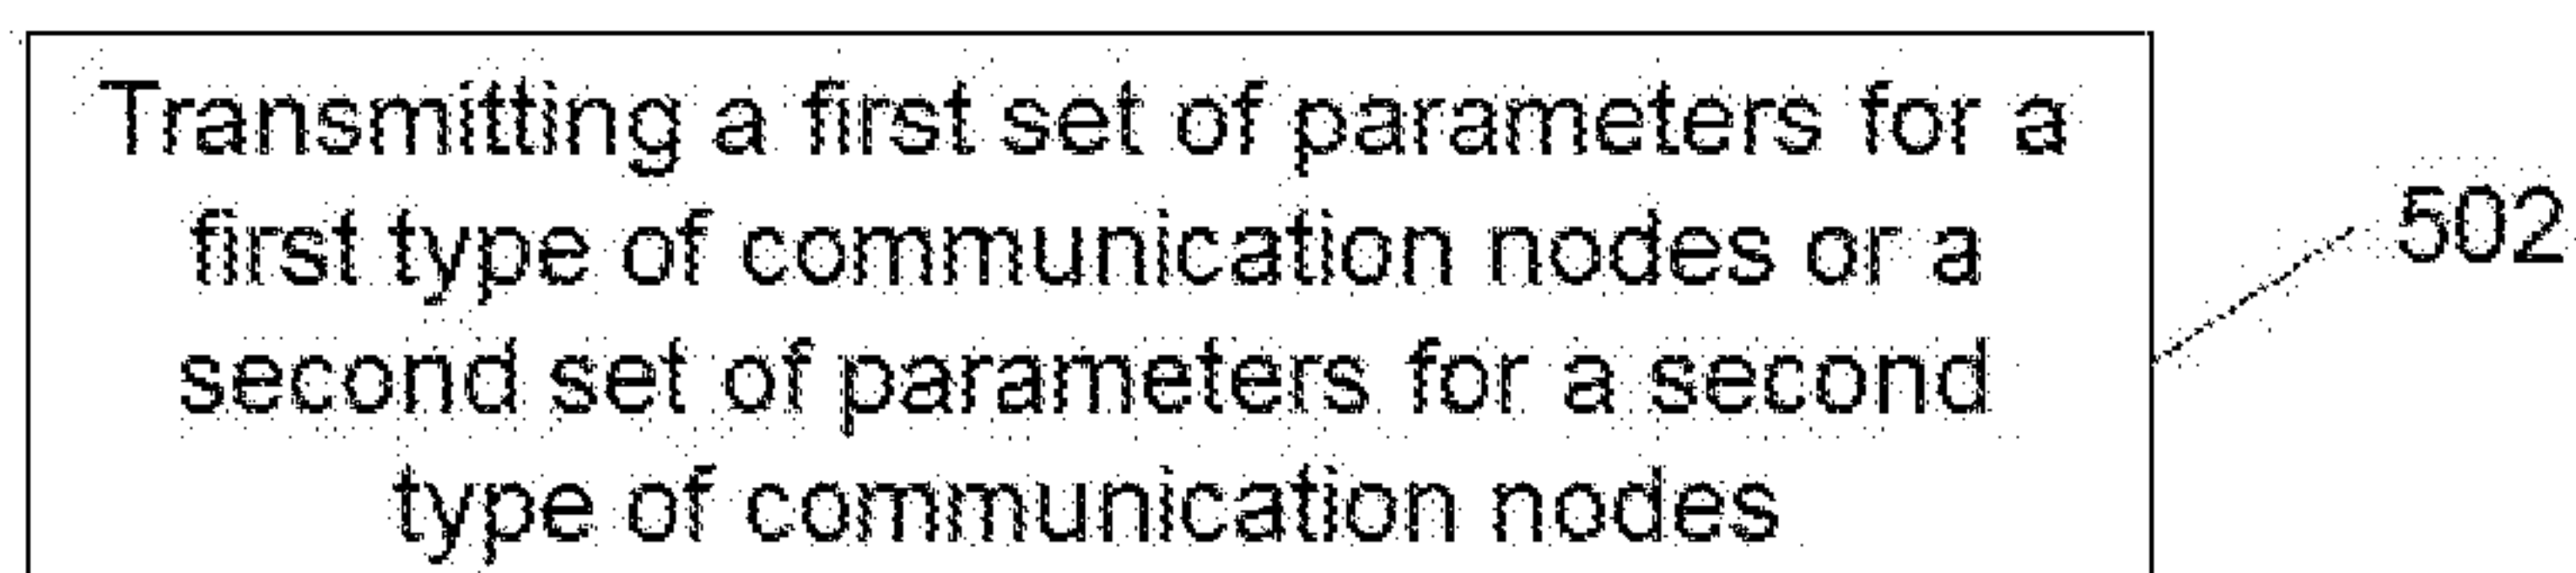 Transmitting a first set of parameters for a
first type of communication nodes or a
second set of parameters for a second
type of communication nodes
502